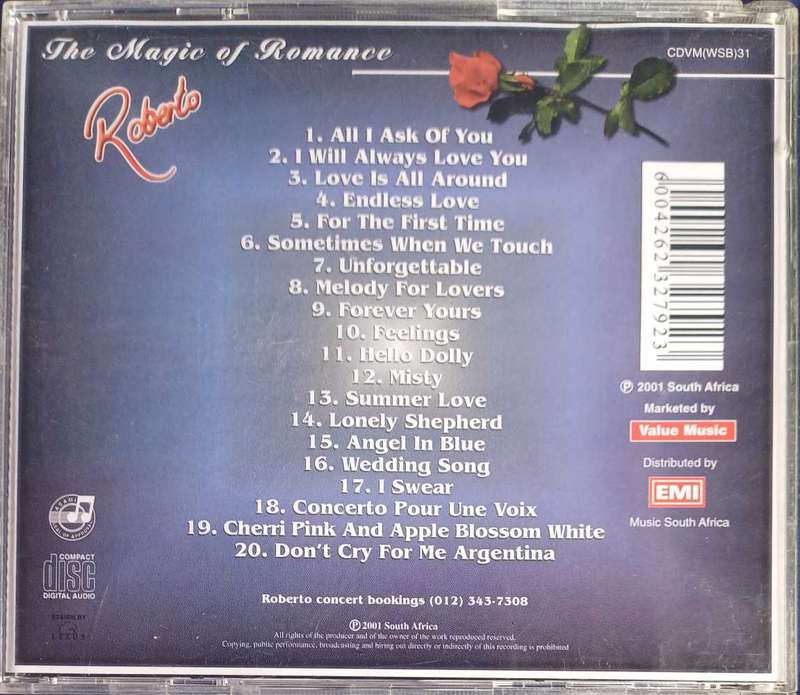 The Magic of Romance
CDVM(WSB)31
Roberto
1. All I Ask Of You
2. I Will Always Love You
3. Love Is All Around
4. Endless Love
5. For The First Time
6. Sometimes When We Touch
7. Unforgettable
8. Melody For Lovers
9. Forever Yours
10. Feelings
11. Hello Dolly
12. Misty
13. Summer Love
14. Lonely Shepherd
15. Angel In Blue
16. Wedding Song
17. I Swear
18. Concerto Pour Une Voix
19. Cherri Pink And Apple Blossom White
20. Don't Cry For Me Argentina
6004262327923
℗ 2001 South Africa
Marketed by
Value Music
Distributed by
EMI
Music South Africa
COMPACT
disc
DIGITAL AUDIO
DESIGN BY
Roberto concert bookings (012) 343-7308
℗2001 South Africa
All rights of the producer and of the owner of the work reproduced reserved.
Copying, public performance, broadcasting and hiring out directly or indirectly of this recording is prohibited